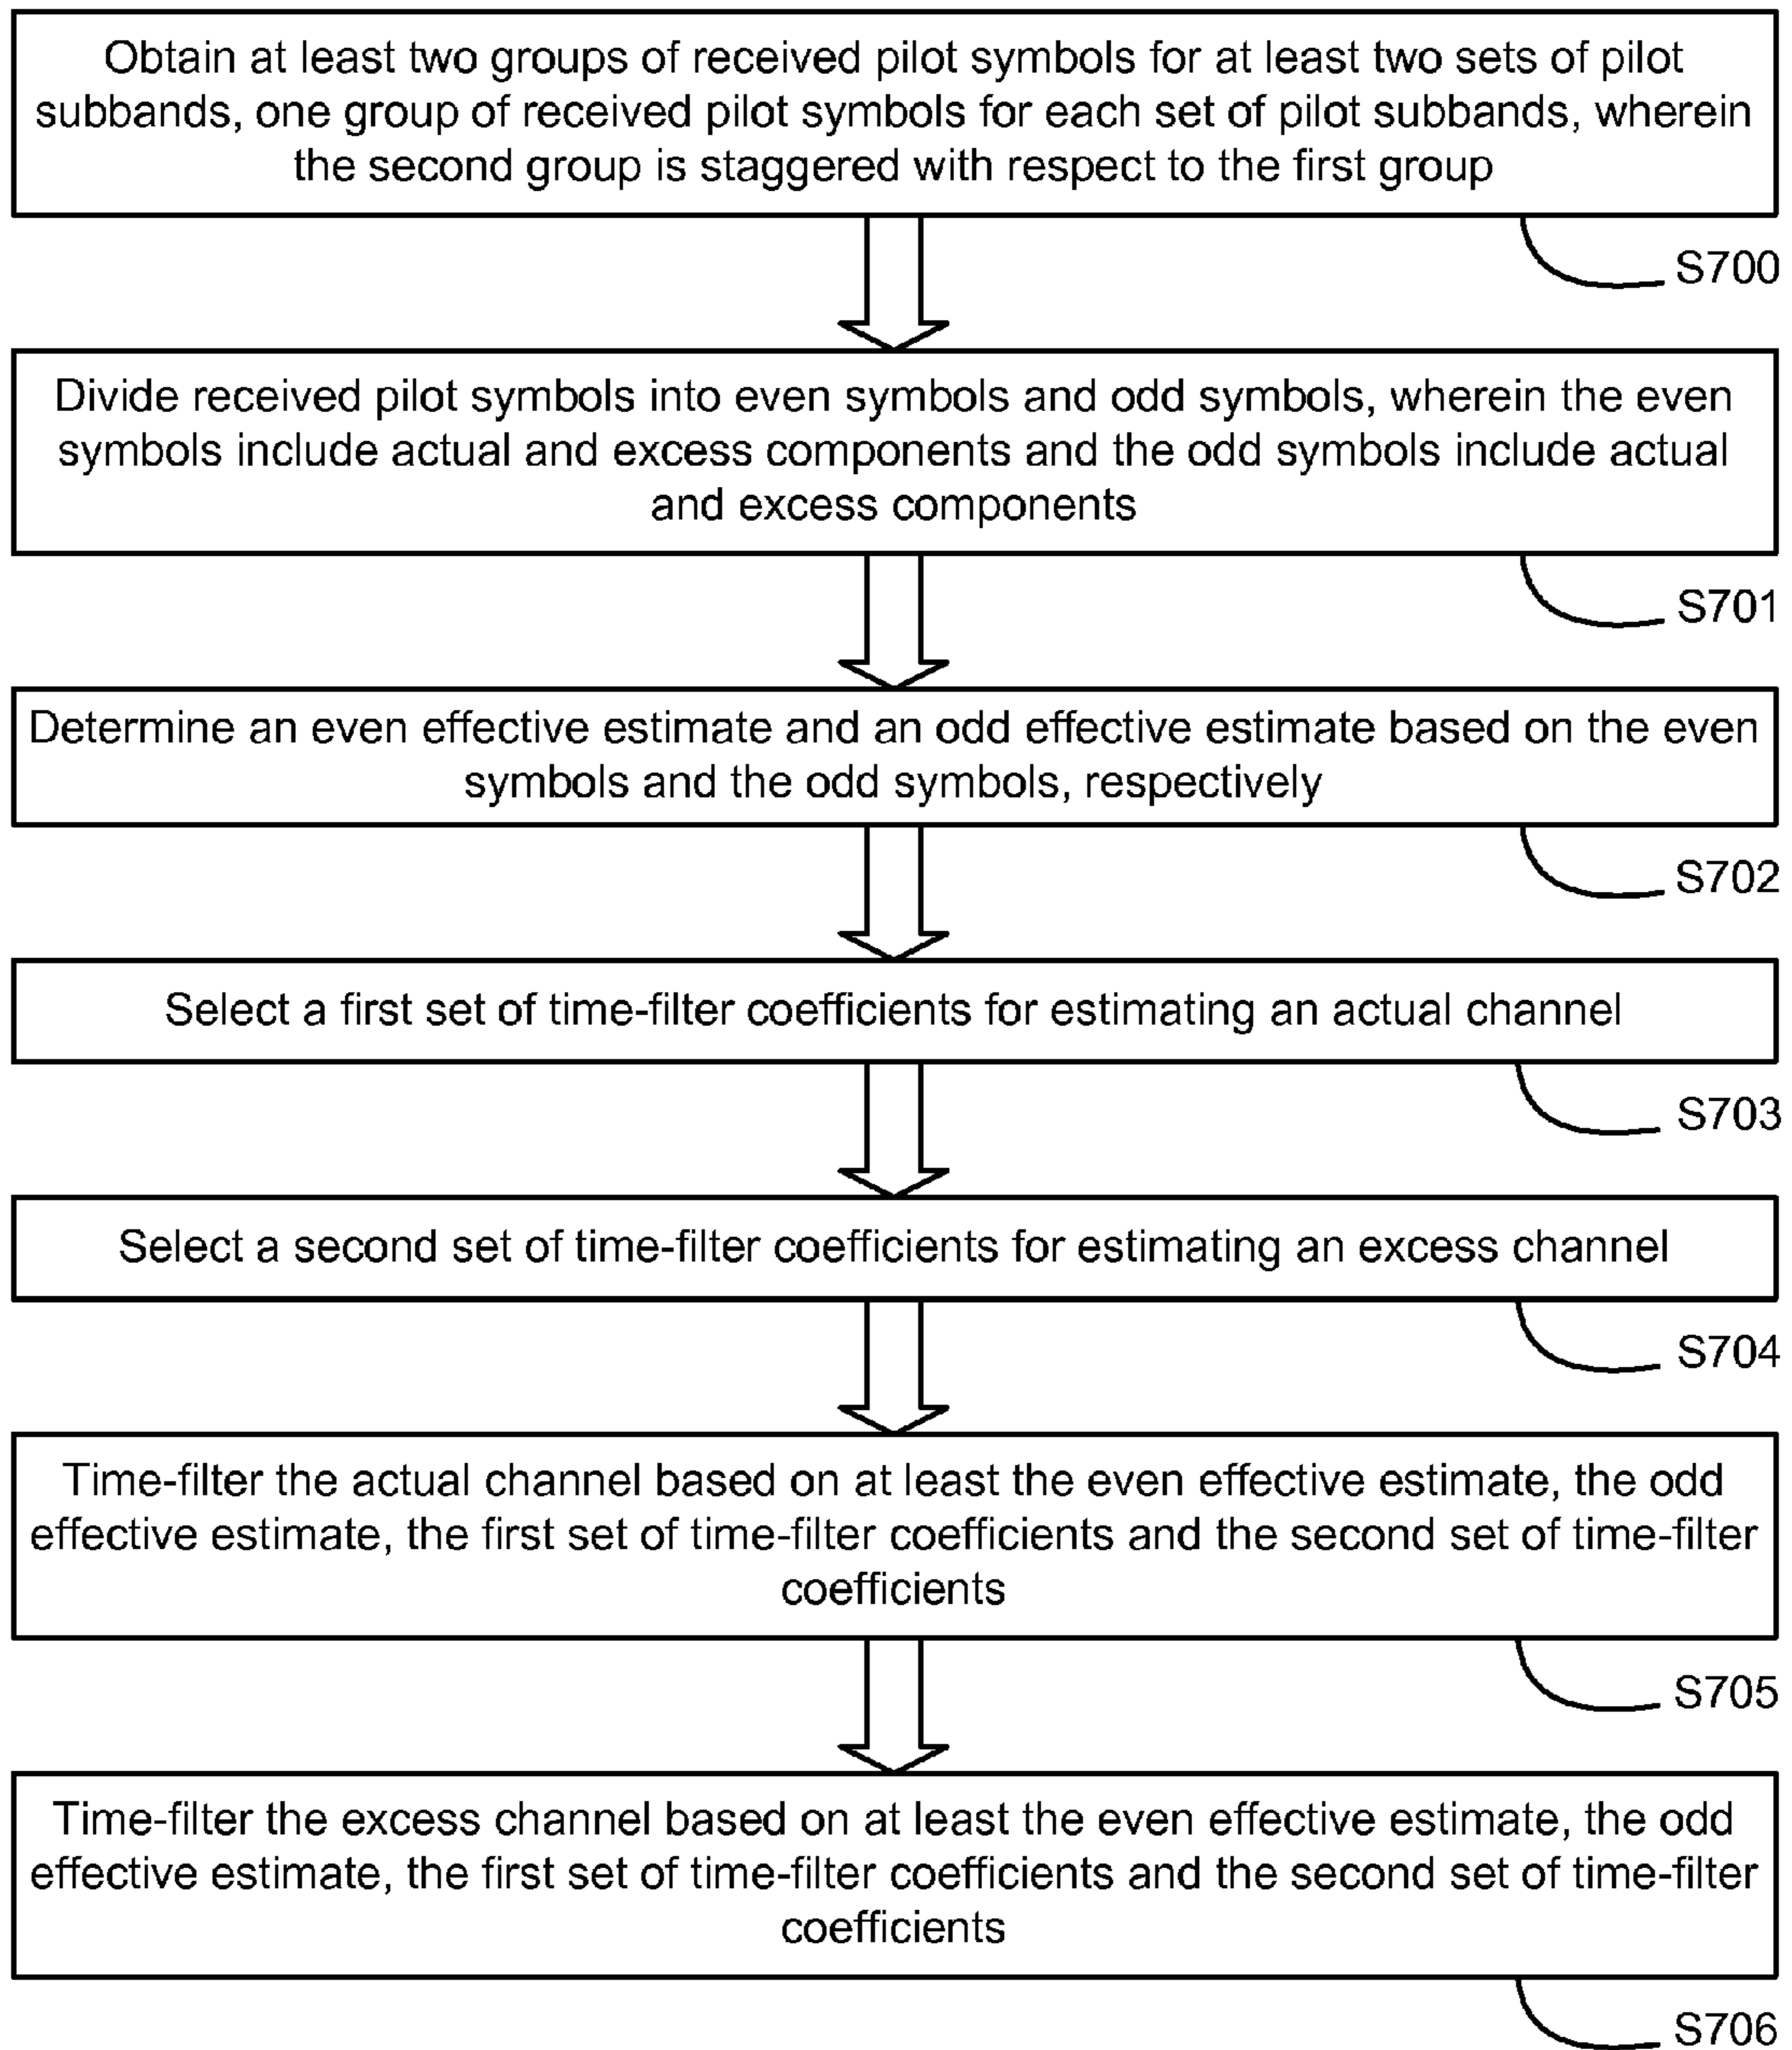 Obtain at least two groups of received pilot symbols for at least two sets of pilot
subbands, one group of received pilot symbols for each set of pilot subbands, wherein
the second group is staggered with respect to the first group
S700
Divide received pilot symbols into even symbols and odd symbols, wherein the even
symbols include actual and excess components and the odd symbols include actual
and excess components
S701
Determine an even effective estimate and an odd effective estimate based on the even
symbols and the odd symbols, respectively
S702
Select a first set of time-filter coefficients for estimating an actual channel
S703
Select a second set of time-filter coefficients for estimating an excess channel
S704
Time-filter the actual channel based on at least the even effective estimate, the odd
effective estimate, the first set of time-filter coefficients and the second set of time-filter
coefficients
S705
Time-filter the excess channel based on at least the even effective estimate, the odd
effective estimate, the first set of time-filter coefficients and the second set of time-filter
coefficients
S706